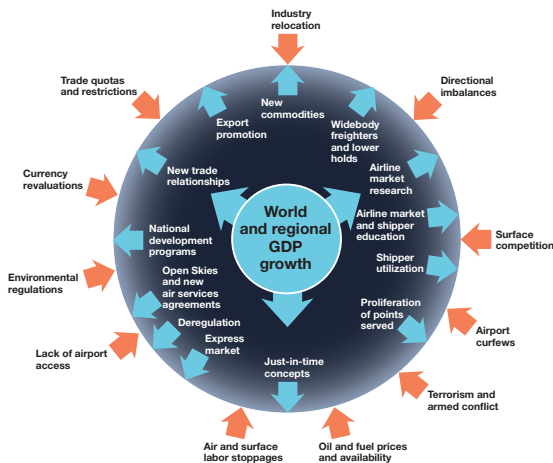 Industry
relocation
Trade quotas
and restrictions
Directional
imbalances
New
commodities
Export
promotion
Widebody
freighters
and lower
holds
New trade
relationships
Airline
market
research
Currency
revaluations
World
and regional
GDP
growth
Airline market
and shipper
education
National
development
programs
Surface
competition
Shipper
utilization
Environmental
regulations
Open Skies
and new
air services
agreements
Proliferation
of points
served
Deregulation
Express
market
Airport
curfews
Lack of airport
access
Just-in-time
concepts
Terrorism and
armed conflict
Air and surface
labor stoppages
Oil and fuel prices
and availability